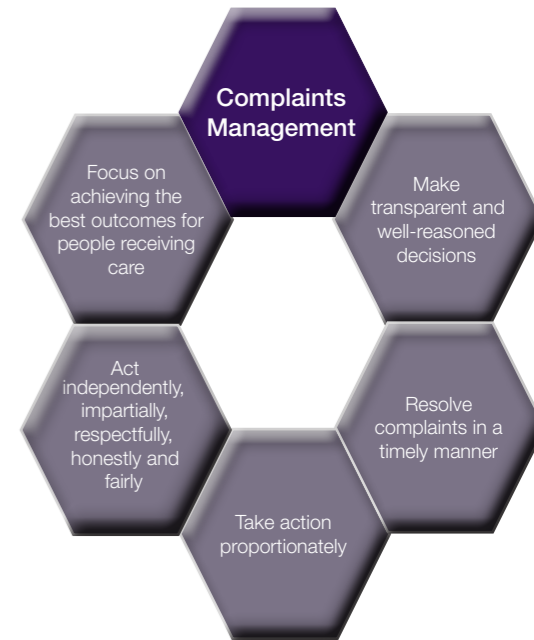 Complaints
Management
Focus on
achieving the
best outcomes for
people receiving
care
Make
transparent and
well-reasoned
decisions
Act
independently,
impartially,
respectfully,
honestly and
fairly
Resolve
complaints in a
timely manner
Take action
proportionately